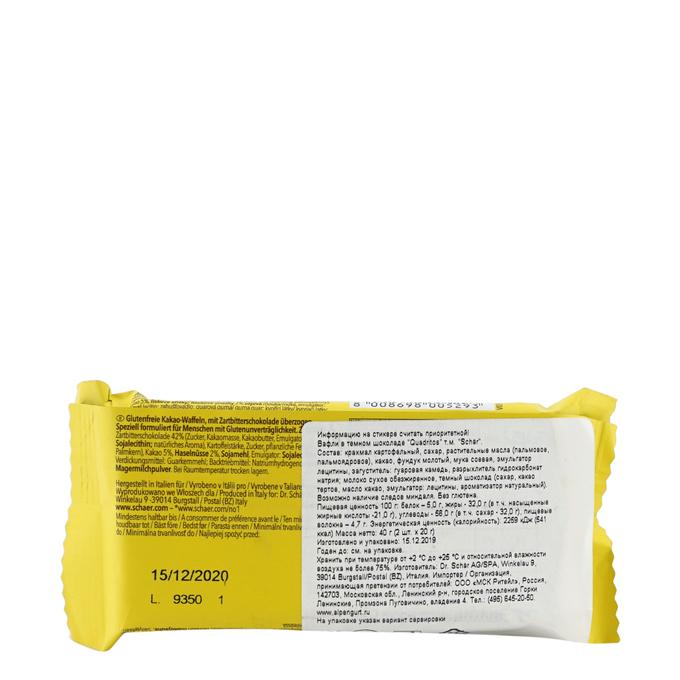 8 "008698"005293"
Glutenfreie Kakao-Waffeln, mit Zartbitterschokolade überzogen
Speziell formuliert für Menschen mit Glutenunverträglichkeit. Z
Zartbitterschokolade 42% (Zucker, Kakaomasse, Kakaobutter, Emulgator:
Sojalecithin; natürliches Aroma), Kartoffelstärke, Zucker, pflanzliche Fe
Palmkern), Kakao 5%, Haselnüsse 2%, Sojamehl. Emulgator: Sojalecithin
Verdickungsmittel: Guarkernmehl; Backtriebmittel: Natriumhydrogen
Magermilchpulver. Bei Raumtemperatur trocken lagern.
Hergestellt in Italien für / Vyrobeno v Itálii pro / Vyrobene v Talians
Wyprodukowano we Włoszech dla / Produced in Italy for: Dr. Schä
Winkelau 9 -39014 Burgstall / Postal (BZ) Italy
www.schaer.com – *www.schaer.com/no1
Mindestens haltbar bis / A consommer de préférence avant le / Ten mi
houdbaar tot / Bäst före / Bedst før / Parasta ennen / Minimální trvanlivost
do / Minimálna trvanlivosť do / Najlepiej spożyć przed:
15/12/2020
L. 9350 1
Информацию на стикере считать приоритетной!
Вафли в темном шоколаде "Quadritos" т.м. "Schar".
Состав: крахмал картофельный, сахар, растительные масла (пальмовое,
пальмоядровое), какао, фундук молотый, мука соевая, эмульгатор
лецитины, загуститель: гуаровая камедь, разрыхлитель гидрокарбонат
натрия; молоко сухое обезжиренное, темный шоколад (сахар, какао
тертое, масло какао, эмульгатор: лецитины, ароматизатор натуральный).
Возможно наличие следов миндаля. Без глютена.
Пищевая ценность 100 г: белок – 5,0 г, жиры - 32,0 г (в т.ч. насыщенные
жирные кислоты -21,0 г), углеводы - 56,0 г (в т.ч. сахар - 32,0 г), пищевые
волокна – 4,7 г. Энергетическая ценность (калорийность): 2259 кДж (541
ккал) Масса нетто: 40 г (2 шт. x 20 г)
Изготовлено и упаковано: 15.12.2019
Годен до: см. на упаковке.
Хранить при температуре от +2 °C до +25 °C и относительной влажности
воздуха не более 75%. Изготовитель: Dr. Schar AG/SPA, Winkelau 9,
39014 Burgstall/Postal (BZ), Италия. Импортер / Организация,
принимающая претензии от потребителей: ООО «МСК Ритейл», Россия,
142703, Московская обл., Ленинский р-н, городское поселение Горки
Ленинские, Промзона Пуговичино, владение 4. Тел.: (495) 645-20-50.
www.alpengurt.ru
На упаковке указан вариант сервировки